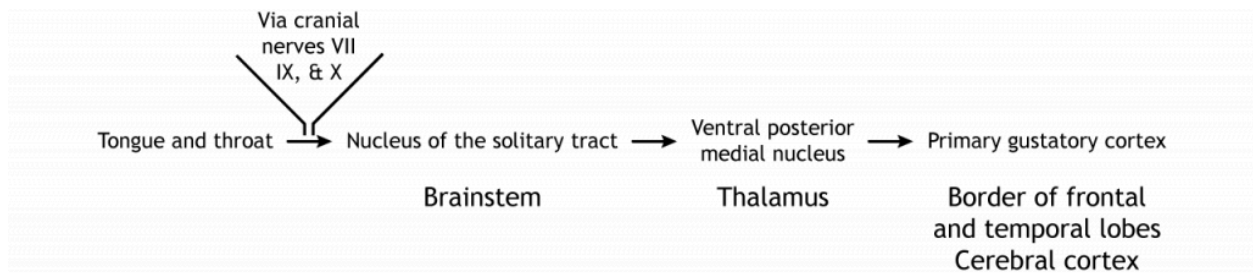 Via cranial
nerves VII
IX, & X
Tongue and throat
Nucleus of the solitary tract
Ventral posterior
medial nucleus
Primary gustatory cortex
Brainstem
Thalamus
Border of frontal
and temporal lobes
Cerebral cortex